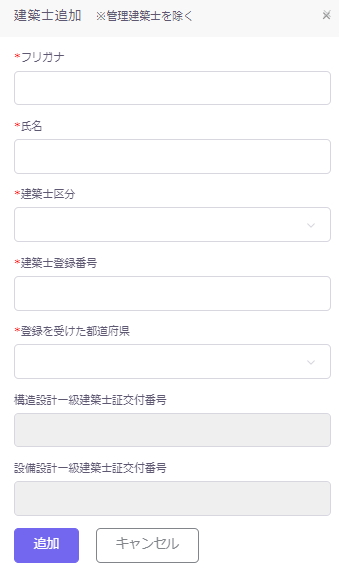 建築士追加 ※管理建築士を除く ×
*フリガナ
*氏名
*建築士区分
*建築士登録番号
*登録を受けた都道府県
構造設計一級建築士証交付番号
設備設計一級建築士証交付番号
追加 キャンセル